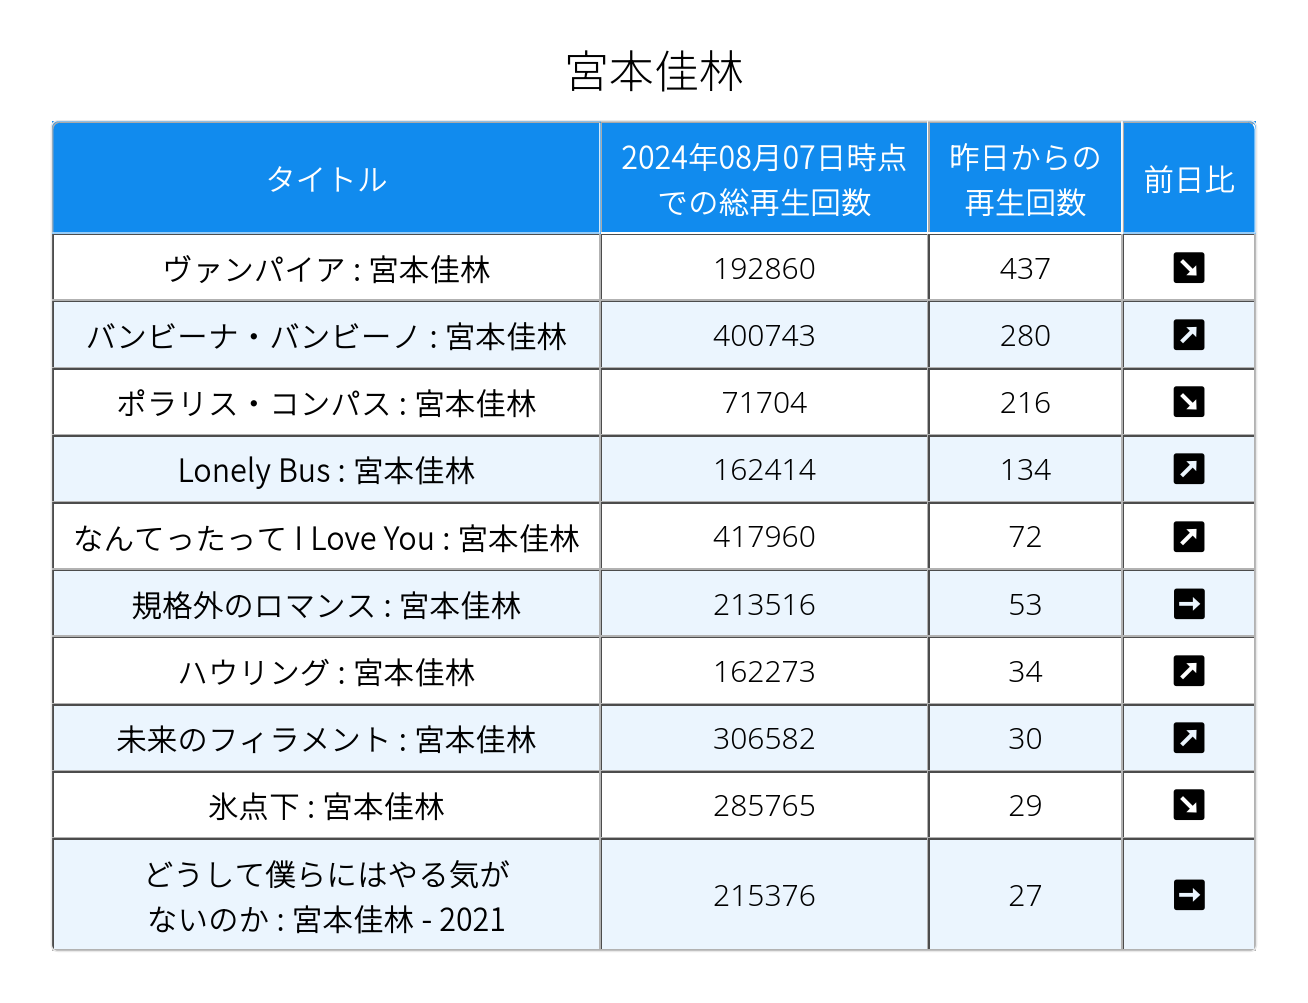 宮本佳林
タイトル
2024年08月07日時点
での総再生回数
昨日からの
再生回数
前日比
ヴァンパイア : 宮本佳林 192860 437 ↘
バンビーナ・バンビーノ : 宮本佳林 400743 280 ↗
ポラリス・コンパス : 宮本佳林 71704 216 ↘
Lonely Bus : 宮本佳林 162414 134 ↗
なんてったって I Love You : 宮本佳林 417960 72 ↗
規格外のロマンス : 宮本佳林 213516 53 →
ハウリング : 宮本佳林 162273 34 ↗
未来のフィラメント : 宮本佳林 306582 30 ↗
氷点下 : 宮本佳林 285765 29 ↘
どうして僕らにはやる気が
ないのか : 宮本佳林 - 2021 215376 27 →